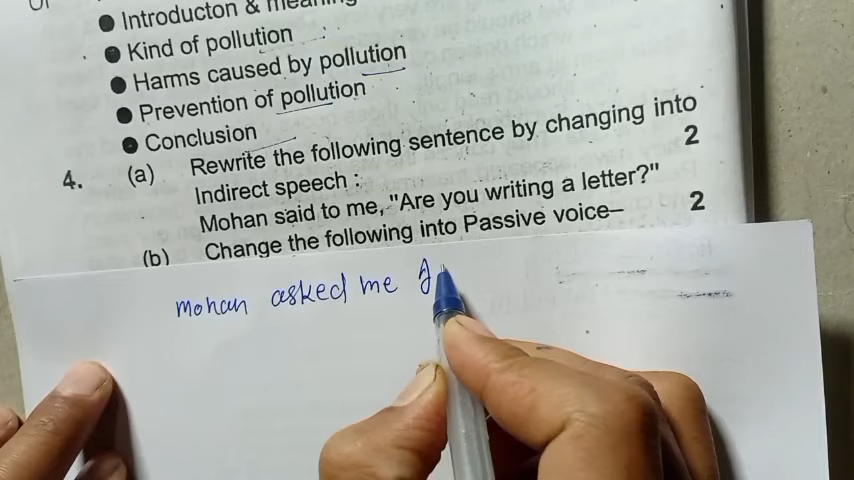 Introducton & meaning
Kind of pollution
Harms caused by pollution
Prevention of pollution
Conclusion
4. (a) Rewrite the following sentence by changing into
Indirect speech : 2
Mohan said to me, "Are you writing a letter?"
(b) Change the following into Passive voice– 2
Mohan asked me